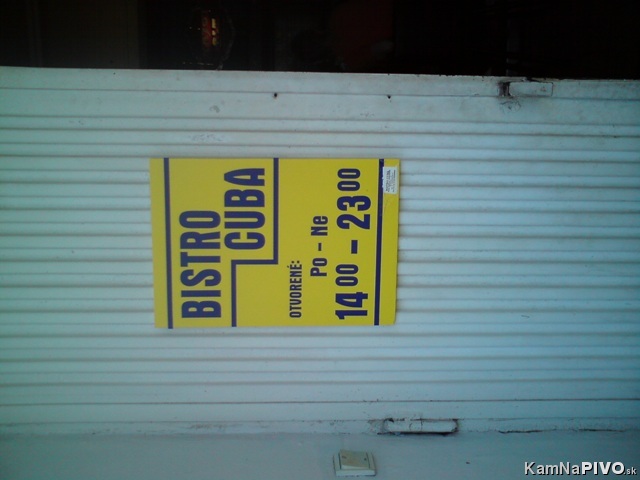 BISTRO
CUBA
OTVORENÉ:
Po - Ne
14 00 - 23 00
KamNaPIVO.sk